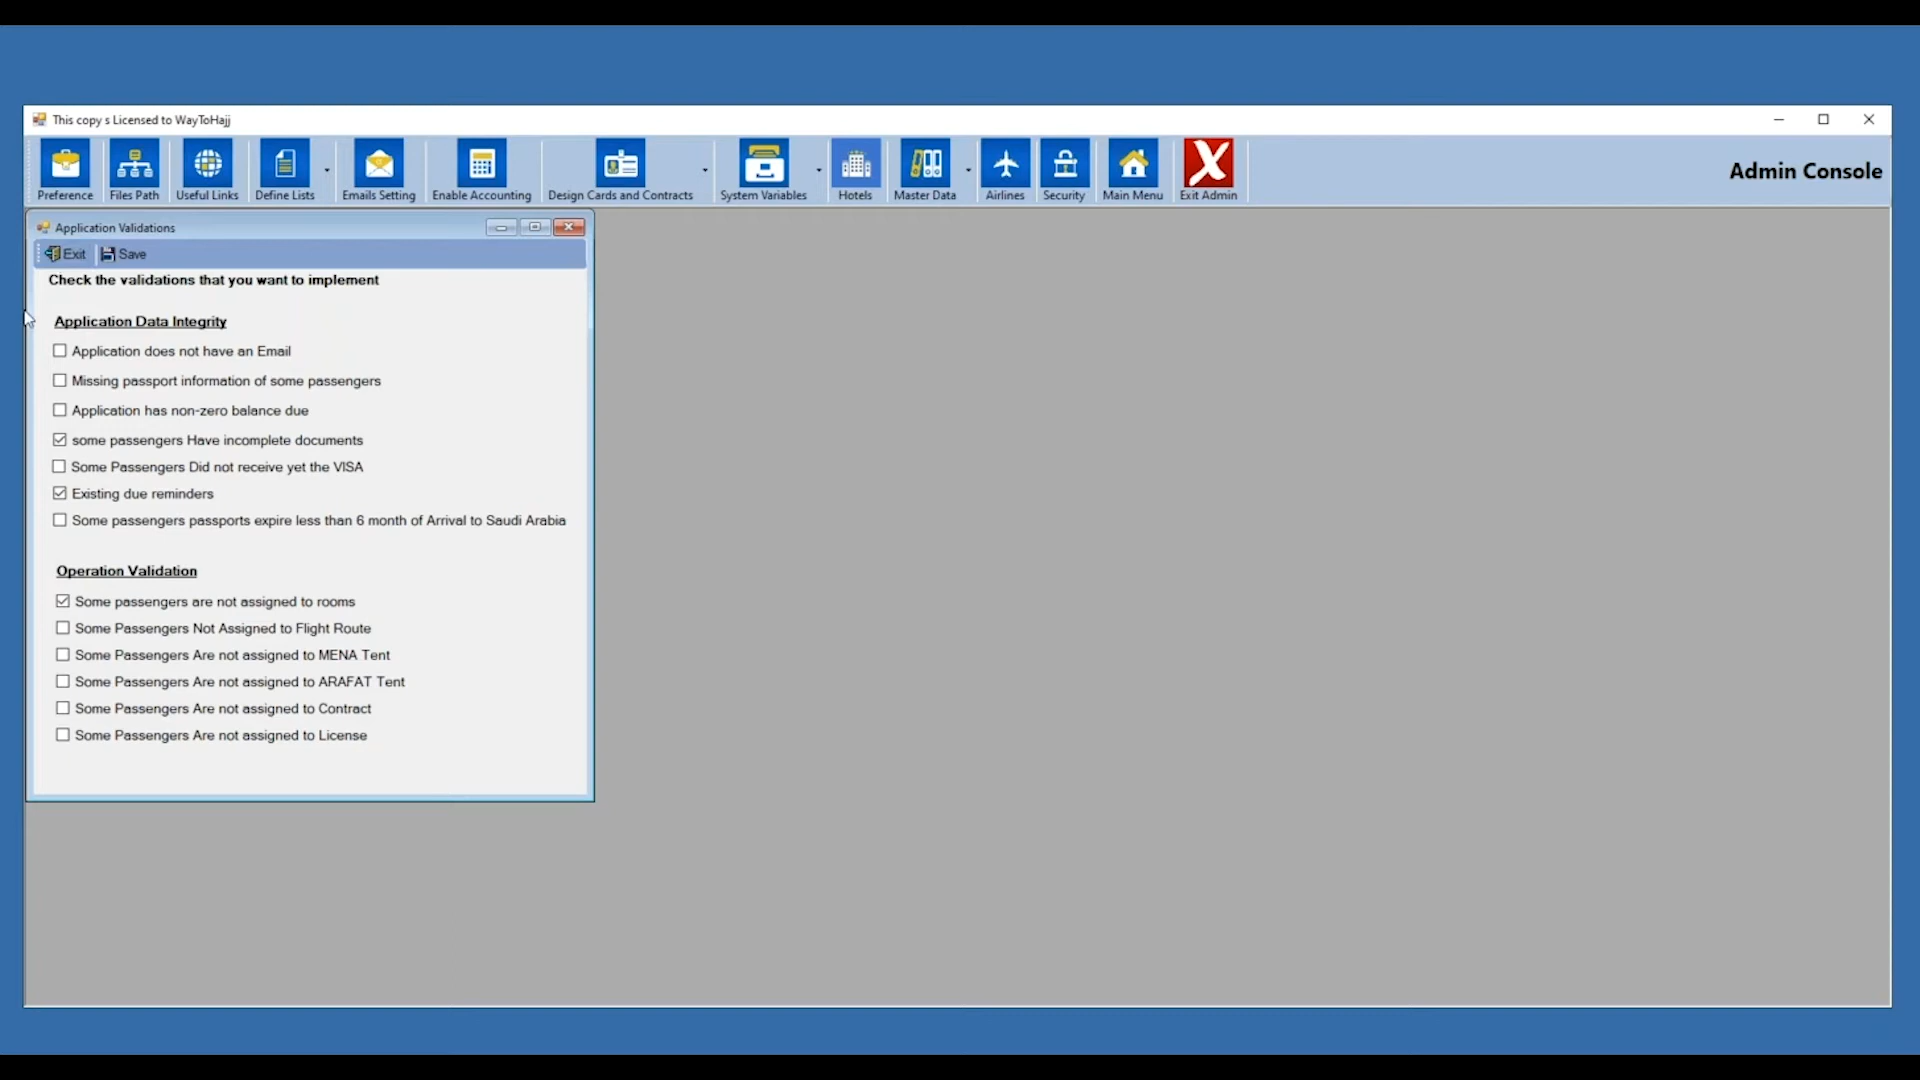 This copy s Licensed to WayToHajj
Preference Files Path Useful Links Define Lists Emails Setting Enable Accounting Design Cards and Contracts System Variables Hotels Master Data Airlines Security Main Menu Exit Admin
Admin Console
Application Validations
Exit Save
Check the validations that you want to implement
Application Data Integrity
Application does not have an Email
Missing passport information of some passengers
Application has non-zero balance due
some passengers Have incomplete documents
Some Passengers Did not receive yet the VISA
Existing due reminders
Some passengers passports expire less than 6 month of Arrival to Saudi Arabia
Operation Validation
Some passengers are not assigned to rooms
Some Passengers Not Assigned to Flight Route
Some Passengers Are not assigned to MENA Tent
Some Passengers Are not assigned to ARAFAT Tent
Some Passengers Are not assigned to Contract
Some Passengers Are not assigned to License